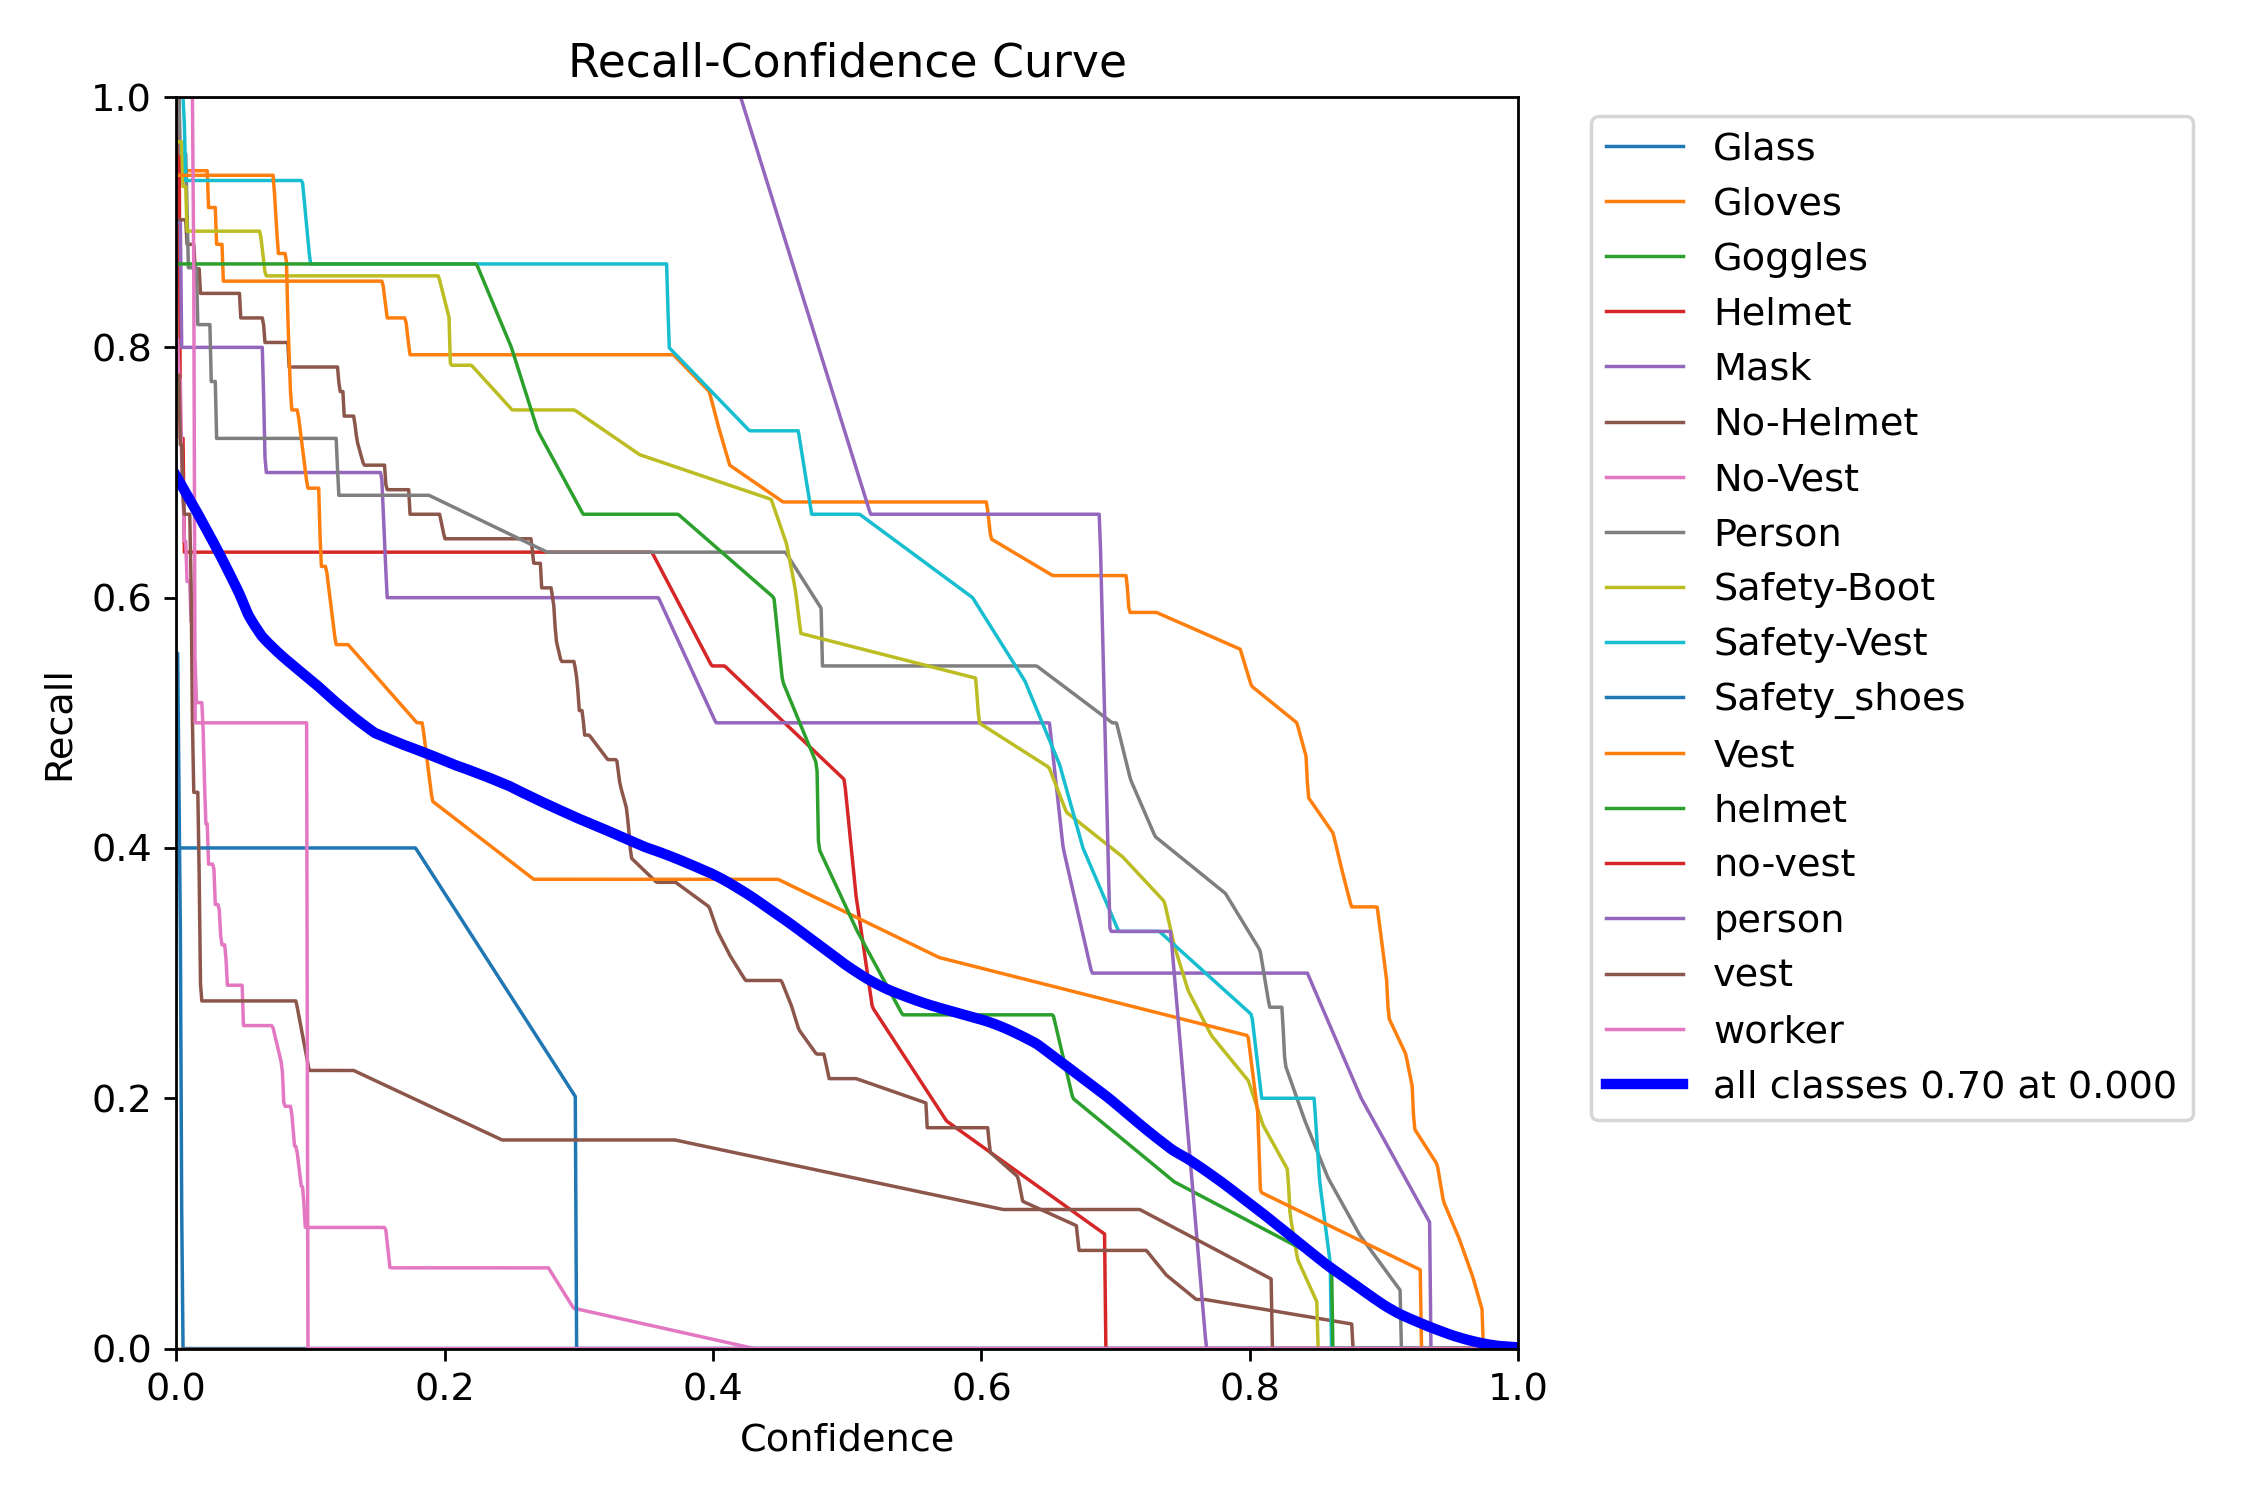 Recall-Confidence Curve
1.0
0.8
0.6
0.4
0.2
0.0
Recall
0.0 0.2 0.4 0.6 0.8 1.0
Confidence
Glass
Gloves
Goggles
Helmet
Mask
No-Helmet
No-Vest
Person
Safety-Boot
Safety-Vest
Safety_shoes
Vest
helmet
no-vest
person
vest
worker
all classes 0.70 at 0.000